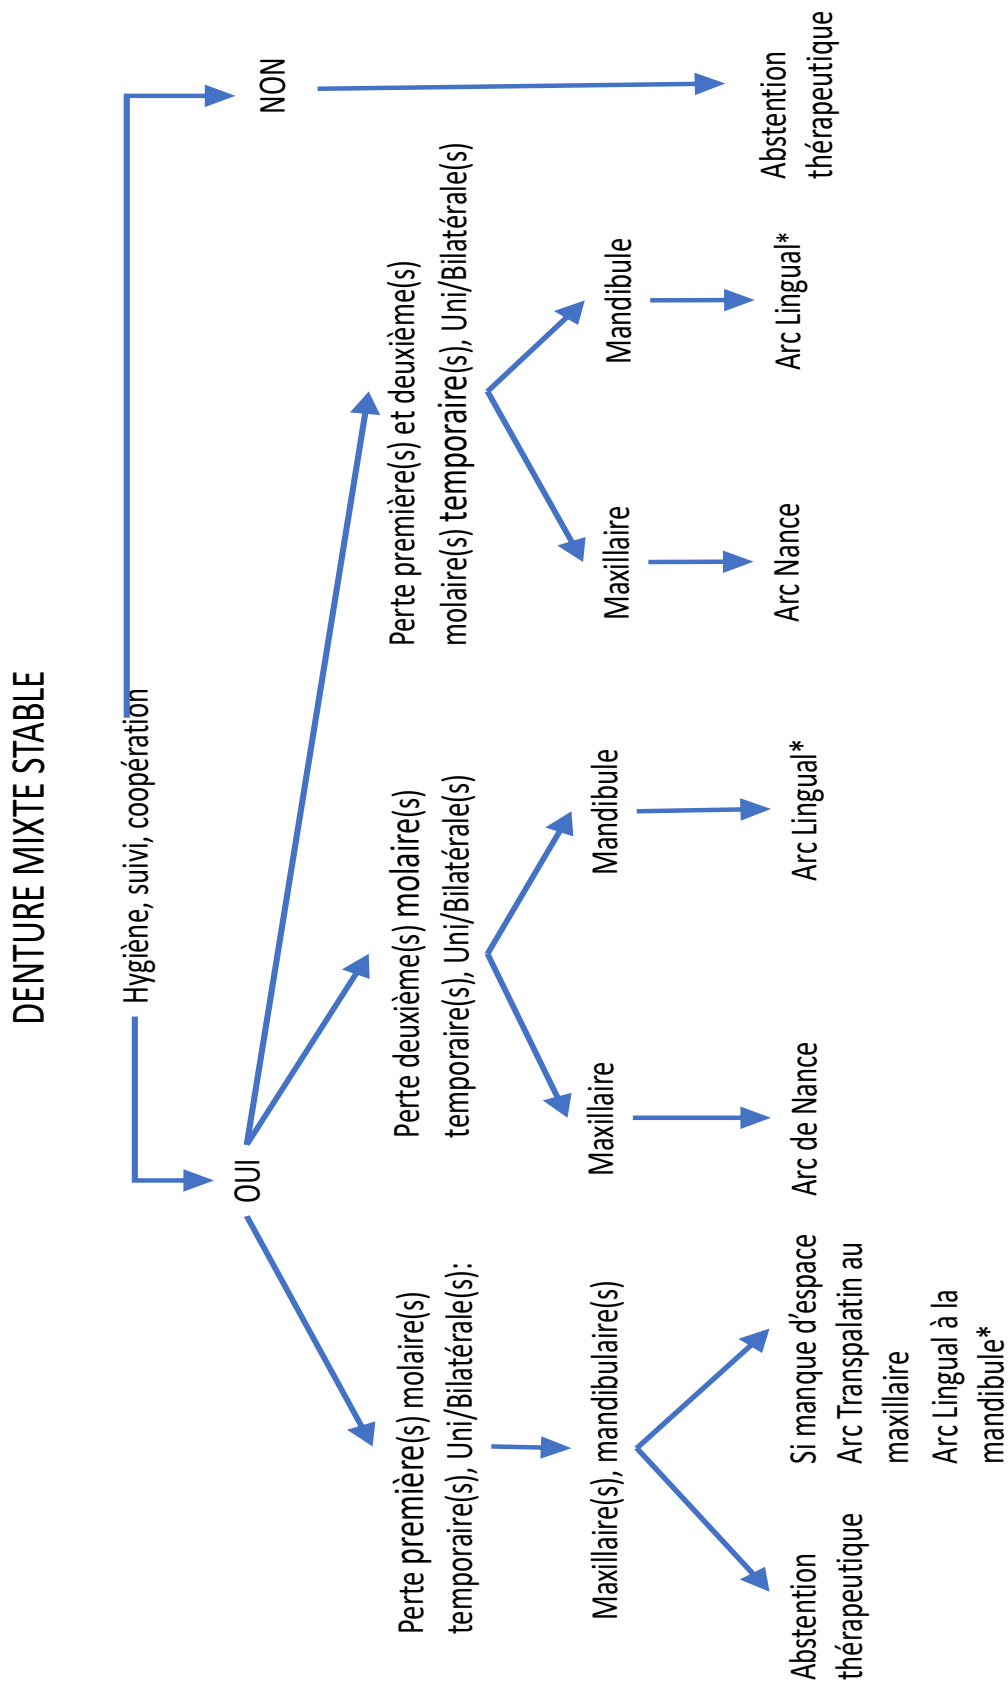 DENTURE MIXTE STABLE
Hygiène, suivi, coopération
OUI
NON
Perte première(s) molaire(s)
temporaire(s), Uni/Bilatérale(s):
Perte deuxième(s) molaire(s)
temporaire(s), Uni/Bilatérale(s)
Perte première(s) et deuxième(s)
molaire(s) temporaire(s), Uni/Bilatérale(s)
Maxillaire(s), mandibulaire(s)
Maxillaire
Mandibule
Maxillaire
Mandibule
Abstention
thérapeutique
Si manque d'espace
Arc Transpalatin au
maxillaire
Arc Lingual à la
mandibule*
Arc de Nance
Arc Lingual*
Arc Nance
Arc Lingual*
Abstention
thérapeutique